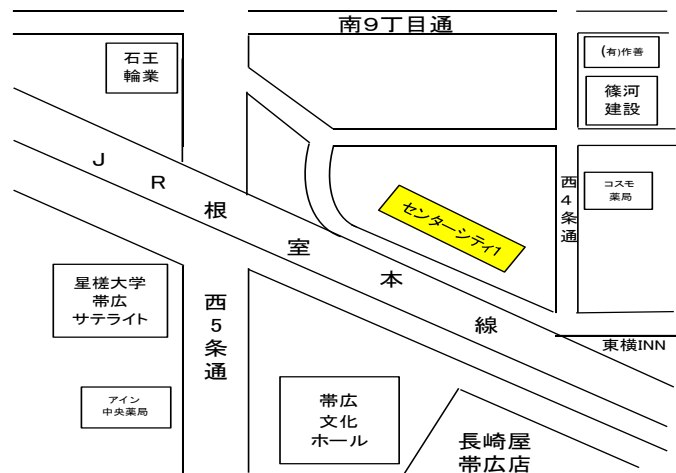 南9丁目通
石王
輪業
(有)作善
篠河
建設
JR根室本線
西4条通
コスモ
薬局
センターシティ1
星槎大学
帯広
サテライト
西5条通
東横INN
アイン
中央薬局
帯広
文化
ホール
長崎屋
帯広店